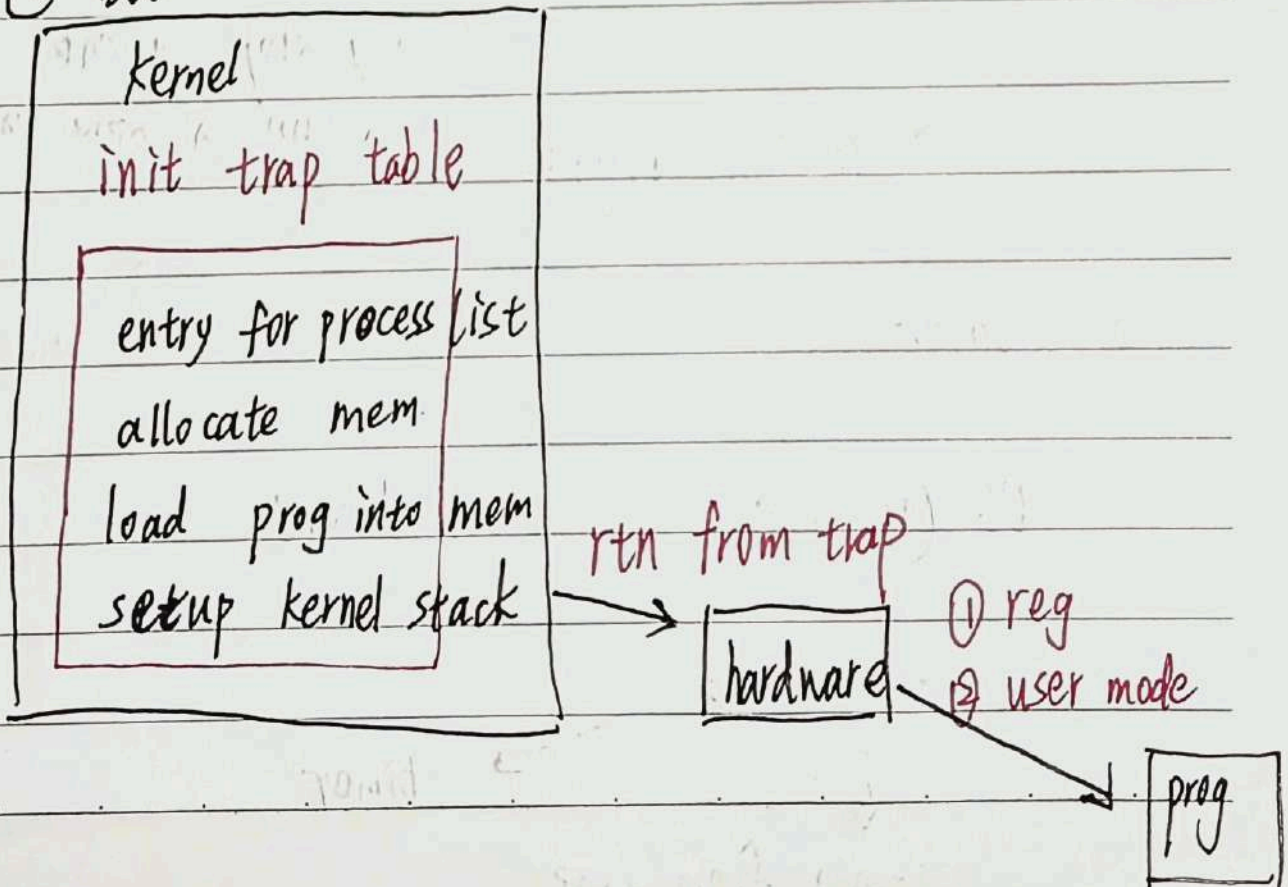 kernel
init trap table
entry for process list
allocate mem
load prog into mem
setup kernel stack
rtn from trap
hardware
① reg
② user mode
prog